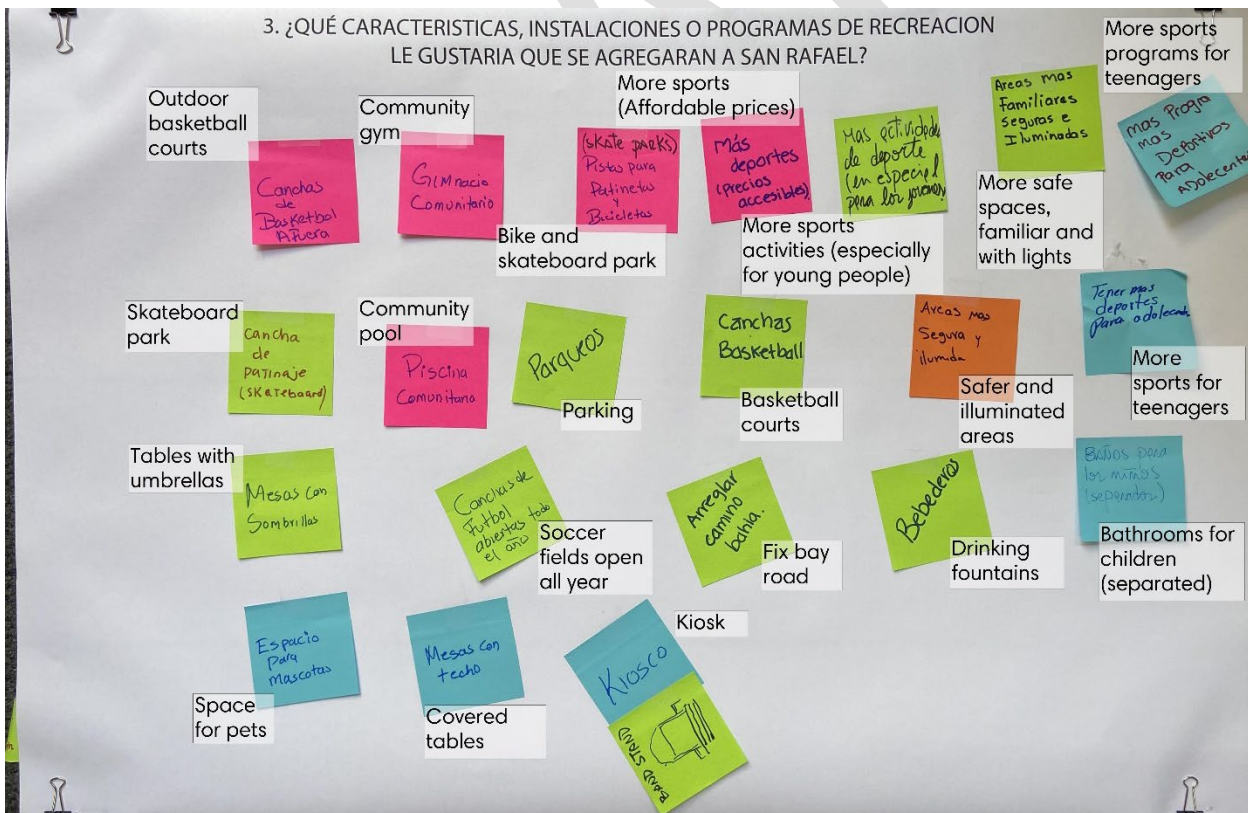 3. ¿QUÉ CARACTERISTICAS, INSTALACIONES O PROGRAMAS DE RECREACION
LE GUSTARIA QUE SE AGREGARAN A SAN RAFAEL?
Outdoor
basketball
courts
Canchas
de
Basketbol
Afuera
Community
gym
Gimnacio
Comunitario
Bike and
skateboard park
(SKATE PARKS)
Pistas para
Patinetas
y
Bicicletas
More sports
(Affordable prices)
Más
deportes
(precios
accesibles)
More sports
activities (especially
for young people)
Mas actividades
de deporte
(en especial
para los jovenes)
More safe
spaces,
familiar and
with lights
Areas mas
Familiares
seguras e
Iluminadas
More sports
programs for
teenagers
Mas Progra
mas
Deportivos
Para
Adolecentes
Skateboard
park
Cancha
de
Patinaje
(skateboard)
Community
pool
Piscina
Comunitaria
Parqueos
Parking
Canchas
Basketball
Basketball
courts
Areas mas
Segura y
ilumida
Safer and
illuminated
areas
Tener mas
deportes
para
More
sports for
teenagers
Tables with
umbrellas
Mesas con
Sombrillas
Canchas de
Futbol
abiertas todo
el año
Soccer
fields open
all year
Arreglar
camino
bahia.
Fix bay
road
Bebederos
Drinking
fountains
Baños para
los niños
(separados)
Bathrooms for
children
(separated)
Espacio
para
mascotas
Space
for pets
Mesas con
techo
Covered
tables
Kiosco
Kiosk
BAND STAND